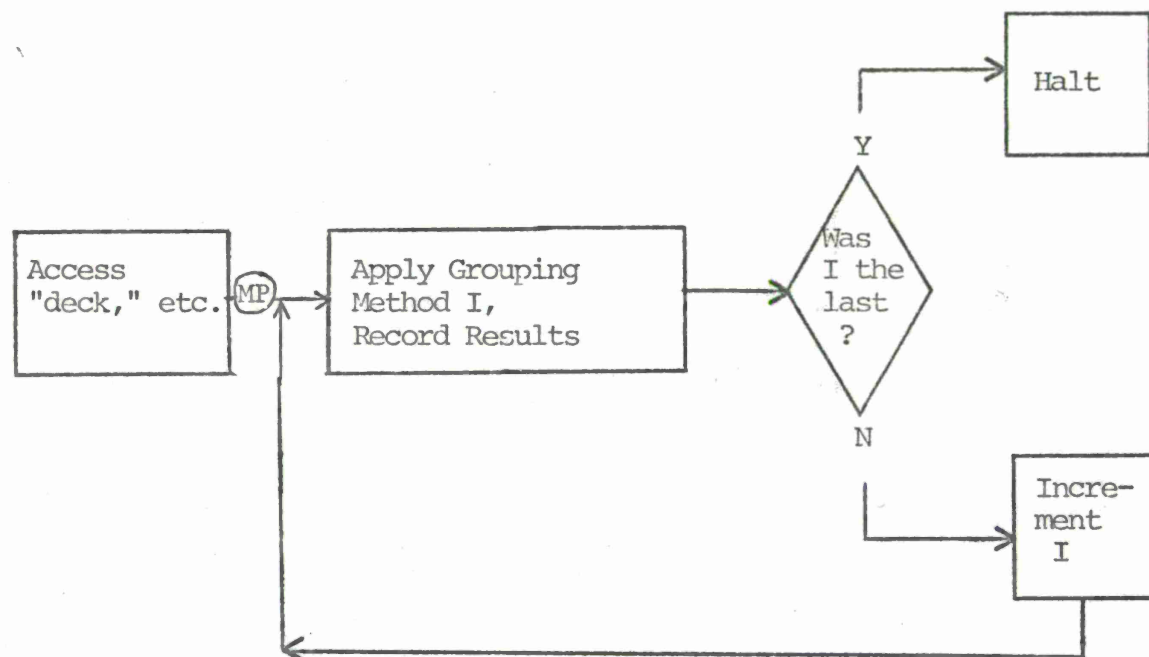 Halt
Y
Access
"deck," etc.
MP
Apply Grouping
Method I,
Record Results
Was
I the
last
?
N
Incre-
ment
I